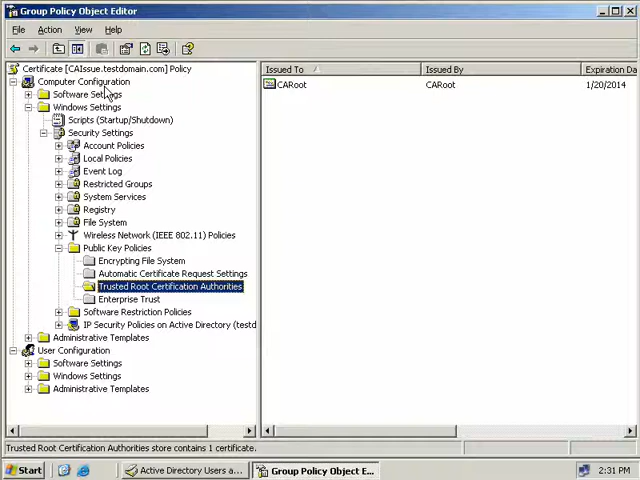 Group Policy Object Editor
File Action View Help
Certificate [CAIssue.testdomain.com] Policy
Computer Configuration
Software Settings
Windows Settings
Scripts (Startup/Shutdown)
Security Settings
Account Policies
Local Policies
Event Log
Restricted Groups
System Services
Registry
File System
Wireless Network (IEEE 802.11) Policies
Public Key Policies
Encrypting File System
Automatic Certificate Request Settings
Trusted Root Certification Authorities
Enterprise Trust
Software Restriction Policies
IP Security Policies on Active Directory (testd
Administrative Templates
User Configuration
Software Settings
Windows Settings
Administrative Templates
Issued To Issued By Expiration Da
CARoot CARoot 1/20/2014
Trusted Root Certification Authorities store contains 1 certificate.
Start Active Directory Users a... Group Policy Object E... 2:31 PM